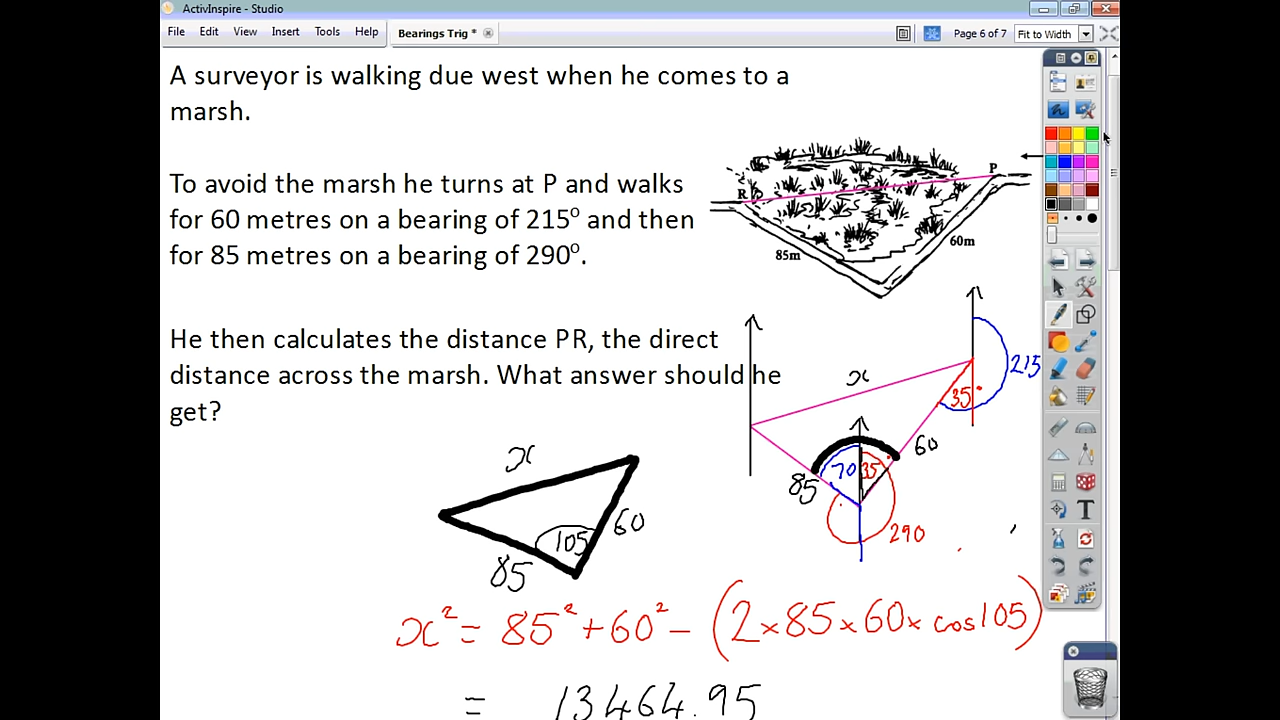 ActivInspire - Studio
File Edit View Insert Tools Help
Bearings Trig *
Page 6 of 7
Fit to Width
A surveyor is walking due west when he comes to a
marsh.
To avoid the marsh he turns at P and walks
for 60 metres on a bearing of 215º and then
for 85 metres on a bearing of 290º.
He then calculates the distance PR, the direct
distance across the marsh. What answer should he
get?
R
P
60m
85m
x
215
35
60
85
70
35
290
x
60
105
85
x² = 85² + 60² - (2 x 85 x 60 x cos105)
= 13464.95